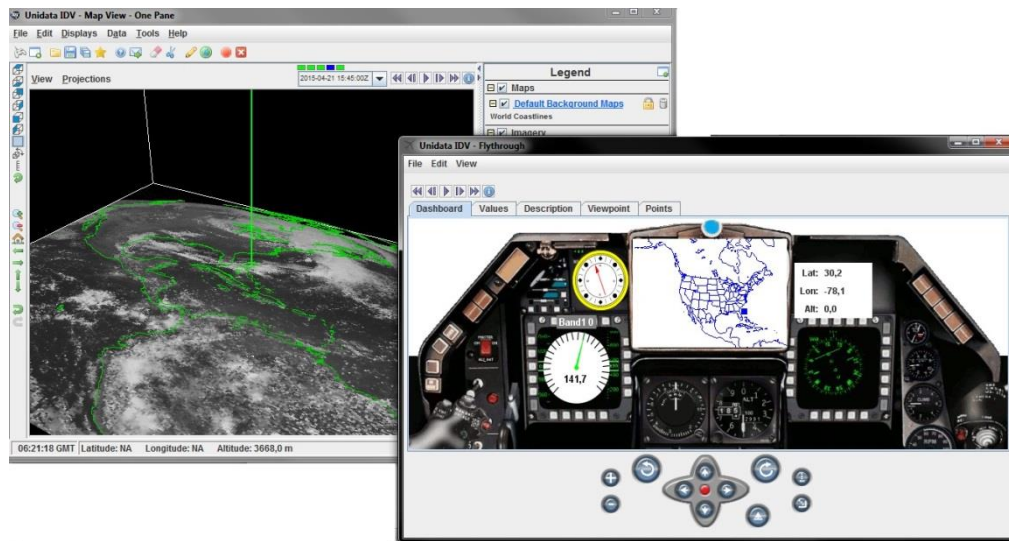 Unidata IDV - Map View - One Pane
File Edit Displays Data Tools Help
View Projections
2015-04-21 15:45:00Z
Legend
Maps
Default Background Maps
World Coastlines
Imagery
06:21:18 GMT Latitude: NA Longitude: NA Altitude: 3668,0 m
Unidata IDV - Flythrough
File Edit View
Dashboard Values Description Viewpoint Points
Lat: 30,2
Lon: -78,1
Alt: 0,0
Band1 0
141,7
ALT
CLIMB
RPM